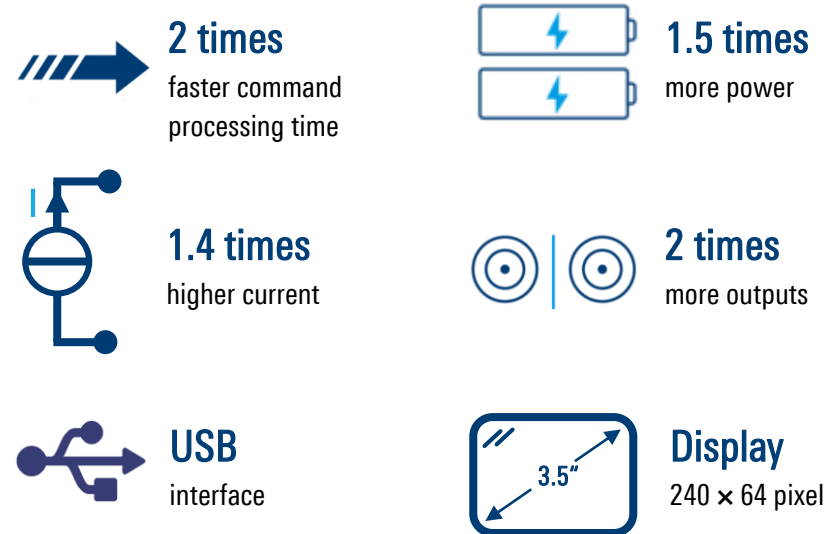 2 times
faster command
processing time
1.5 times
more power
1.4 times
higher current
2 times
more outputs
USB
interface
3.5“
Display
240 × 64 pixel